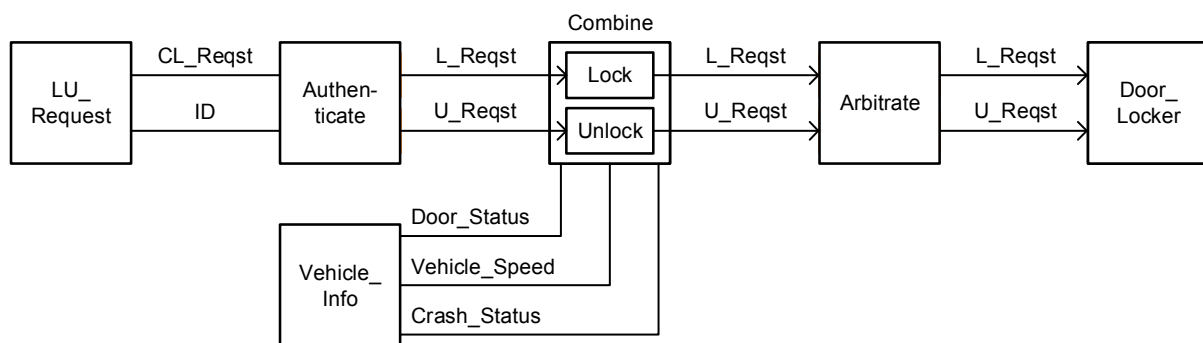 Combine
CL_Reqst
L_Reqst
L_Reqst
L_Reqst
LU_
Request
Authen-
ticate
Lock
Arbitrate
Door_
Locker
ID
U_Reqst
Unlock
U_Reqst
U_Reqst
Door_Status
Vehicle_
Info
Vehicle_Speed
Crash_Status